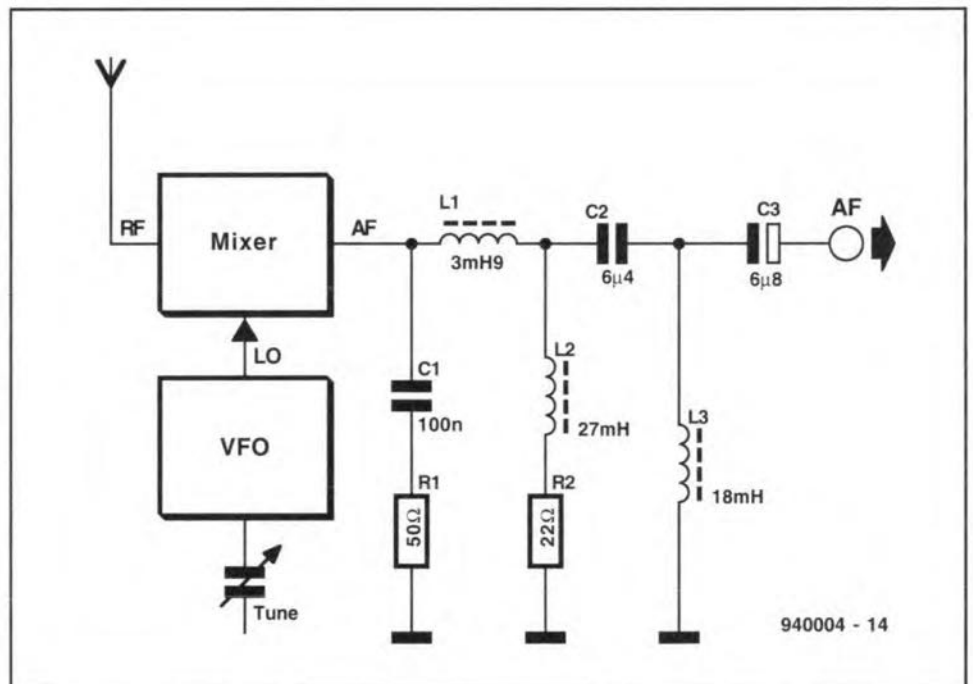 RF
Mixer
AF
LO
VFO
Tune
L1
3mH9
C1
100n
R1
50Ω
L2
27mH
R2
22Ω
C2
6µ4
L3
18mH
C3
6µ8
AF
940004 - 14